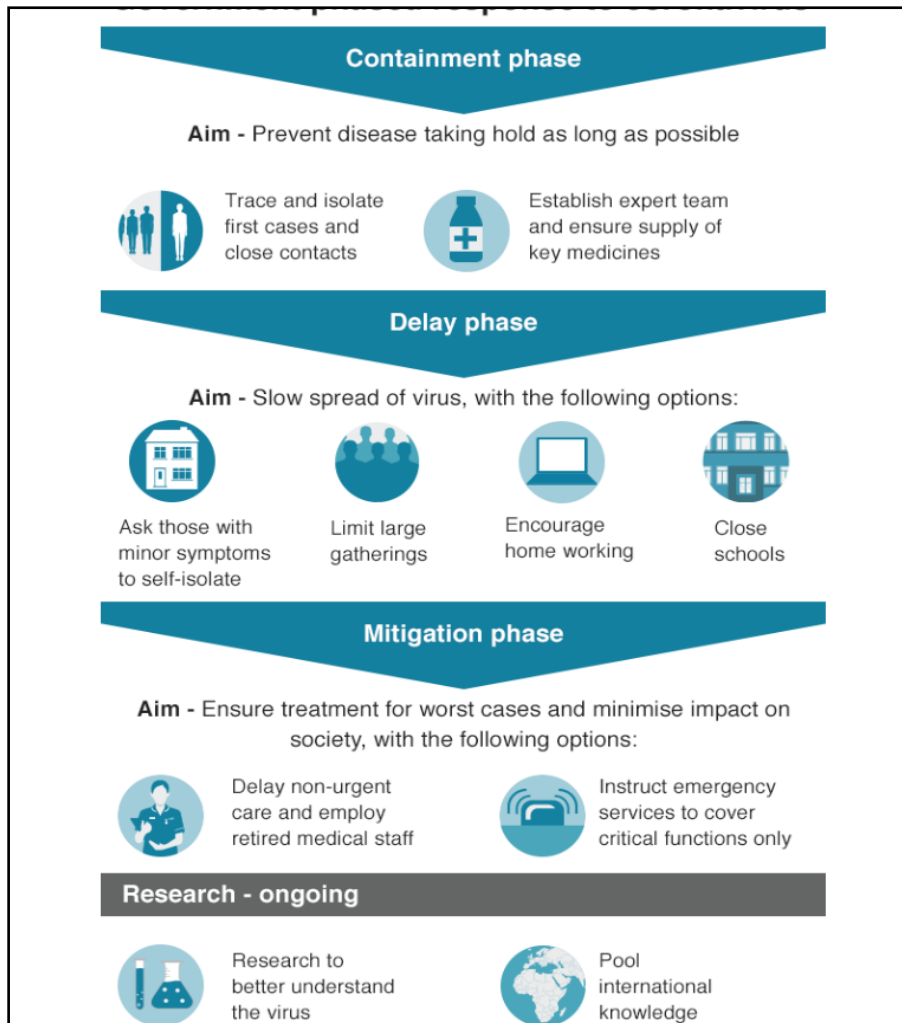 Government phased response to coronavirus
Containment phase
Aim - Prevent disease taking hold as long as possible
Trace and isolate
first cases and
close contacts
Establish expert team
and ensure supply of
key medicines
Delay phase
Aim - Slow spread of virus, with the following options:
Ask those with
minor symptoms
to self-isolate
Limit large
gatherings
Encourage
home working
Close
schools
Mitigation phase
Aim - Ensure treatment for worst cases and minimise impact on
society, with the following options:
Delay non-urgent
care and employ
retired medical staff
Instruct emergency
services to cover
critical functions only
Research - ongoing
Research to
better understand
the virus
Pool
international
knowledge